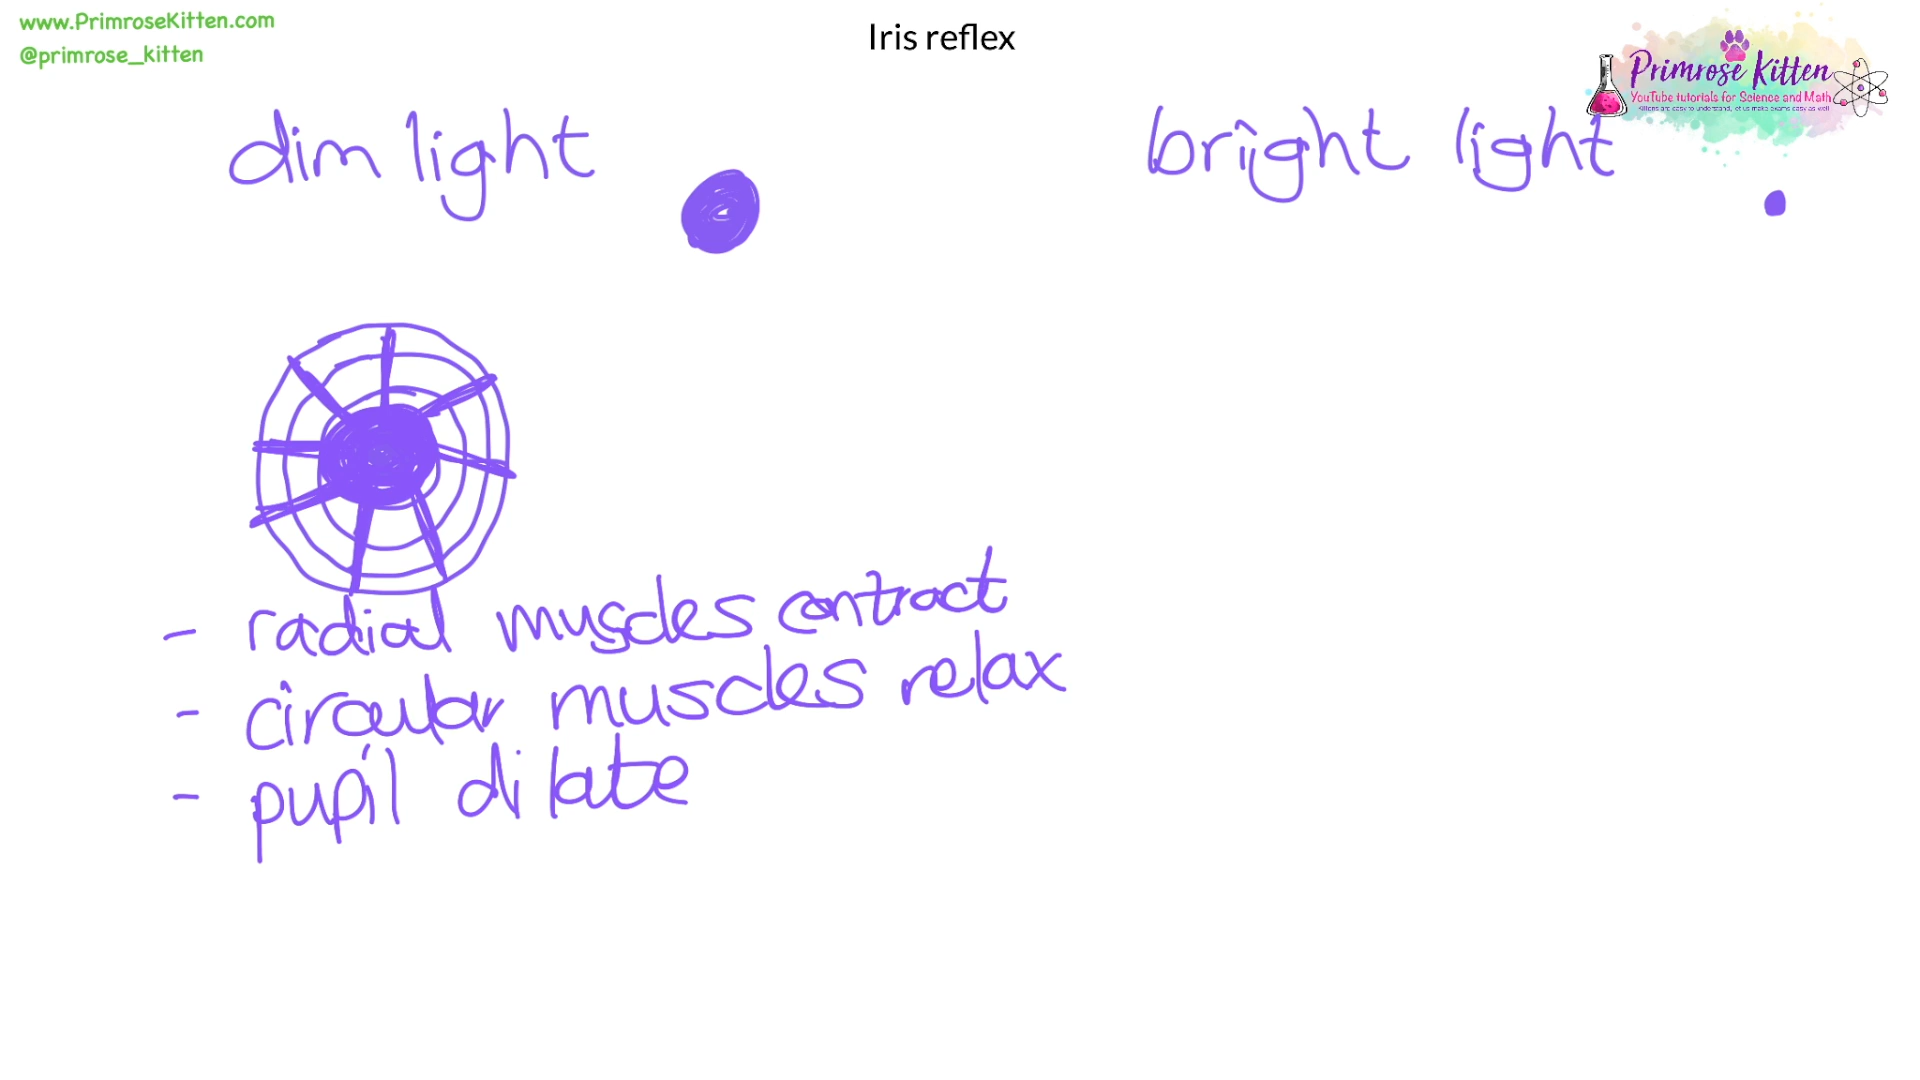 www.PrimroseKitten.com
@primrose_kitten
Iris reflex
Primrose Kitten
YouTube tutorials for Science and Math
dim light
bright light
- radial muscles contract
- circular muscles relax
- pupil dilate